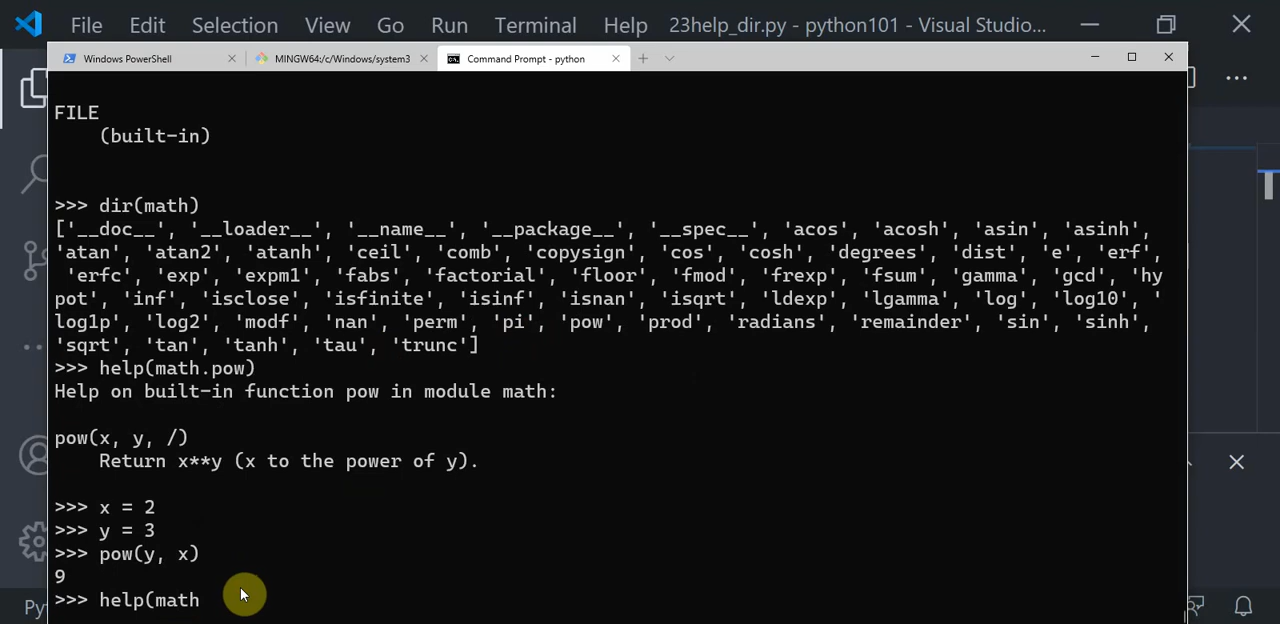 File Edit Selection View Go Run Terminal Help 23help_dir.py - python101 - Visual Studio...
Windows PowerShell MINGW64:/c/Windows/system3 Command Prompt - python
FILE
(built-in)
>>> dir(math)
['__doc__', '__loader__', '__name__', '__package__', '__spec__', 'acos', 'acosh', 'asin', 'asinh',
'atan', 'atan2', 'atanh', 'ceil', 'comb', 'copysign', 'cos', 'cosh', 'degrees', 'dist', 'e', 'erf',
'erfc', 'exp', 'expm1', 'fabs', 'factorial', 'floor', 'fmod', 'frexp', 'fsum', 'gamma', 'gcd', 'hy
pot', 'inf', 'isclose', 'isfinite', 'isinf', 'isnan', 'isqrt', 'ldexp', 'lgamma', 'log', 'log10', '
log1p', 'log2', 'modf', 'nan', 'perm', 'pi', 'pow', 'prod', 'radians', 'remainder', 'sin', 'sinh',
'sqrt', 'tan', 'tanh', 'tau', 'trunc']
>>> help(math.pow)
Help on built-in function pow in module math:
pow(x, y, /)
Return x**y (x to the power of y).
>>> x = 2
>>> y = 3
>>> pow(y, x)
9
>>> help(math
Py